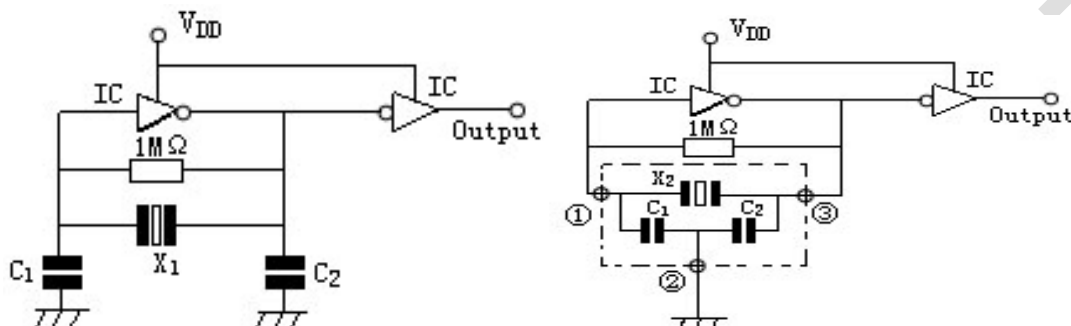 VDD
IC
IC
1MΩ
Output
X1
C1
C2
VDD
IC
IC
Output
1MΩ
X2
①
C1
C2
③
②